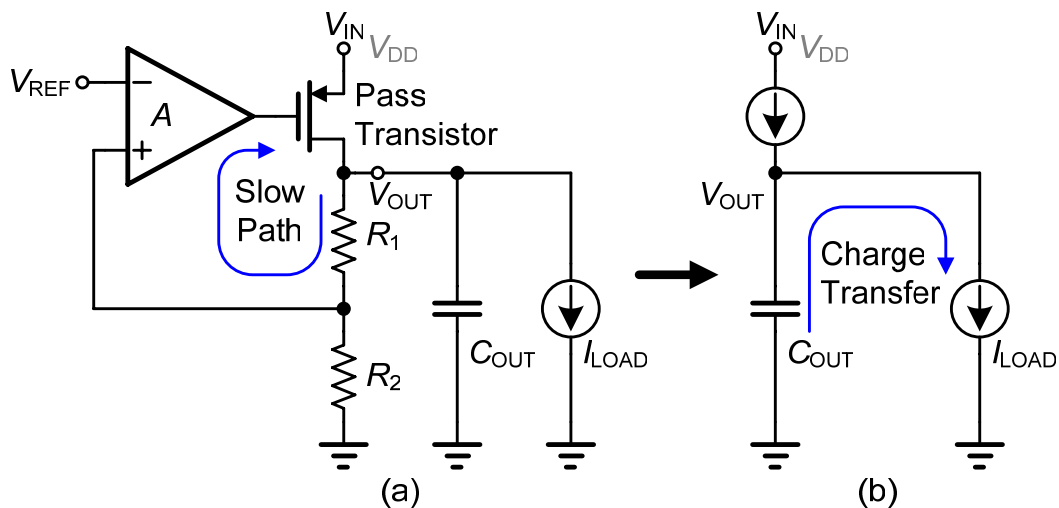 VIN
VDD
VREF
−
A
+
Pass
Transistor
Slow
Path
VOUT
R1
R2
COUT
ILOAD
(a)
VIN
VDD
VOUT
Charge
Transfer
COUT
ILOAD
(b)